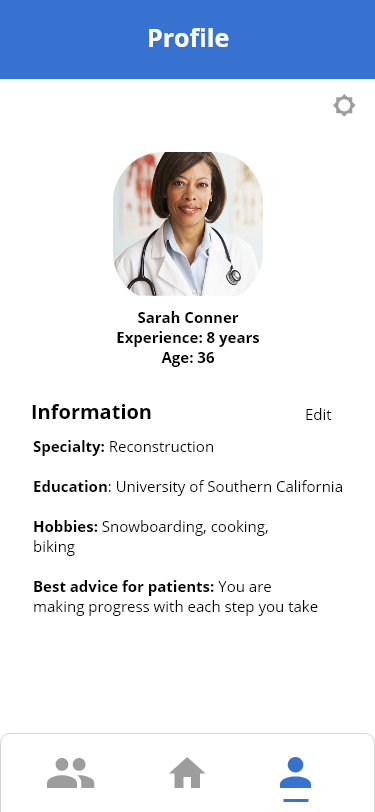 Profile
Sarah Conner
Experience: 8 years
Age: 36
Information
Edit
Specialty: Reconstruction
Education: University of Southern California
Hobbies: Snowboarding, cooking,
biking
Best advice for patients: You are
making progress with each step you take